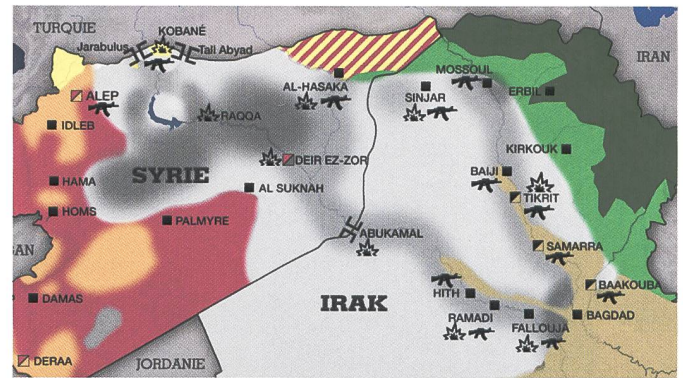 TURQUIE
KOBANÉ
Jarabulus
Tall Abyad
IRAN
MOSSOUL
AL-HASAKA
SINJAR
ERBIL
ALEP
RAQQA
IDLEB
KIRKOUK
DEIR EZ-ZOR
BAIJI
SYRIE
HAMA
AL SUKNAH
TIKRIT
HOMS
PALMYRE
ABUKAMAL
SAMARRA
BAAKOUBA
HITH
DAMAS
IRAK
RAMADI
FALLOUJA
BAGDAD
DERAA
JORDANIE